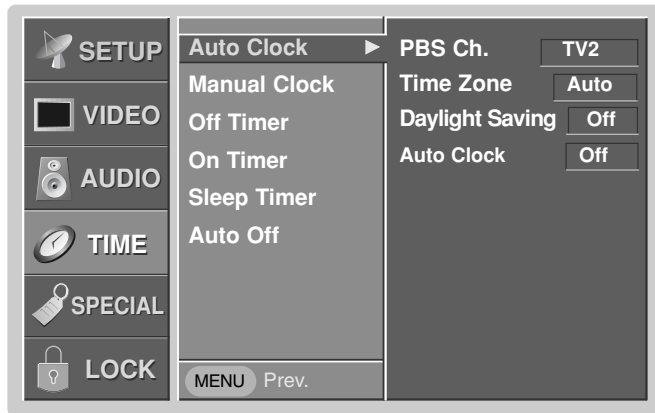 SETUP
VIDEO
AUDIO
TIME
SPECIAL
LOCK
Auto Clock ▶
Manual Clock
Off Timer
On Timer
Sleep Timer
Auto Off
MENU Prev.
PBS Ch. TV2
Time Zone Auto
Daylight Saving Off
Auto Clock Off